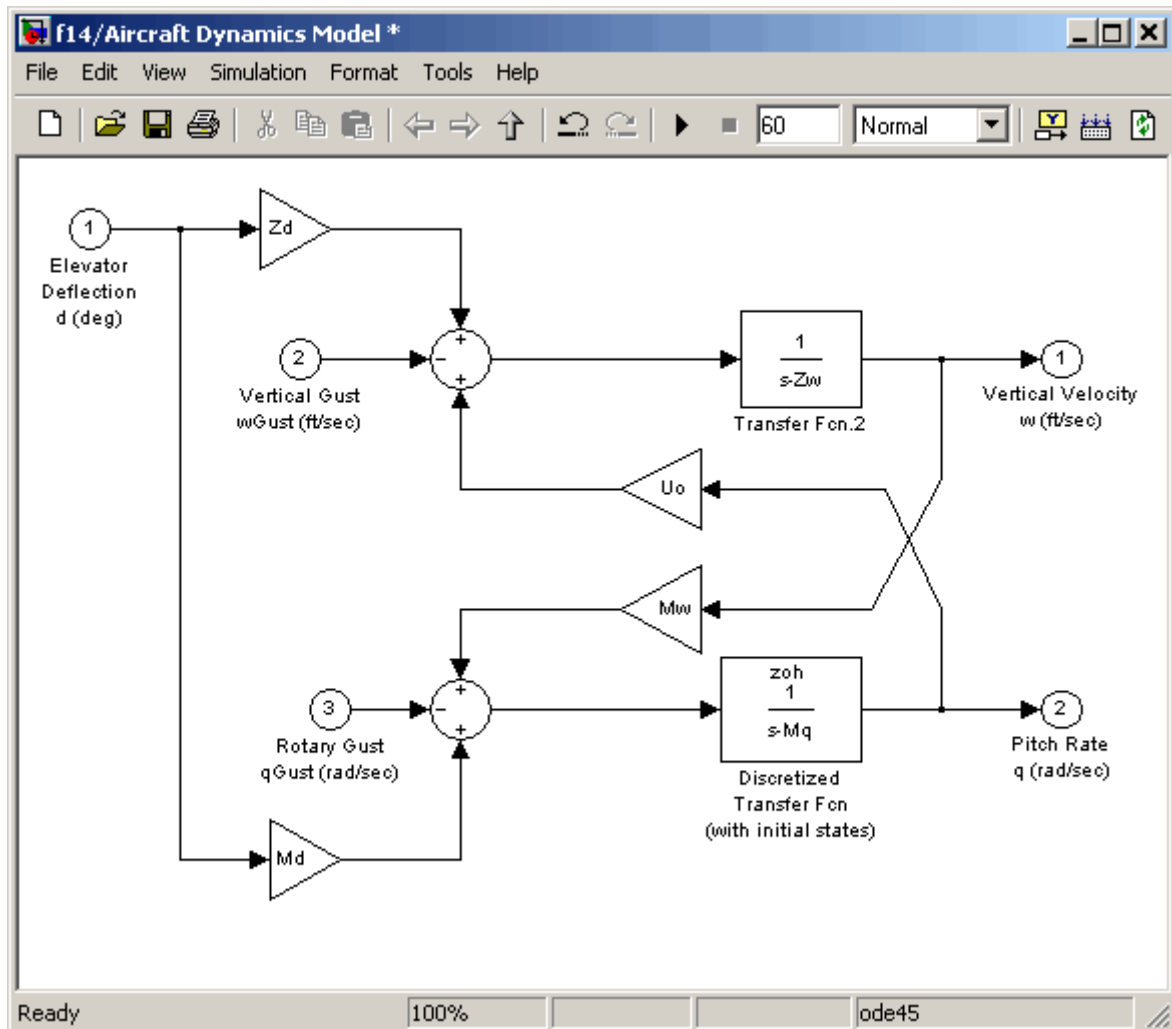 f14/Aircraft Dynamics Model *
File Edit View Simulation Format Tools Help
60 Normal
1
Elevator
Deflection
d (deg)
Zd
+
-
+
2
Vertical Gust
wGust (ft/sec)
1
s-Zw
Transfer Fcn.2
1
Vertical Velocity
w (ft/sec)
Uo
Mw
+
-
+
3
Rotary Gust
qGust (rad/sec)
zoh
1
s-Mq
Discretized
Transfer Fcn
(with initial states)
2
Pitch Rate
q (rad/sec)
Md
Ready 100% ode45